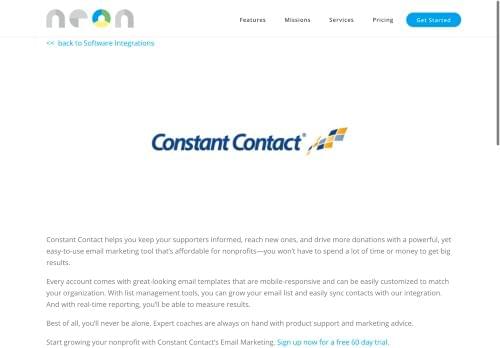 neon
Features Missions Services Pricing Get Started
<< back to Software Integrations
Constant Contact®
Constant Contact helps you keep your supporters informed, reach new ones, and drive more donations with a powerful, yet
easy-to-use email marketing tool that's affordable for nonprofits—you won't have to spend a lot of time or money to get big
results.
Every account comes with great-looking email templates that are mobile-responsive and can be easily customized to match
your organization. With list management tools, you can grow your email list and easily sync contacts with our integration.
And with real-time reporting, you'll be able to measure results.
Best of all, you'll never be alone. Expert coaches are always on hand with product support and marketing advice.
Start growing your nonprofit with Constant Contact's Email Marketing. Sign up now for a free 60 day trial.